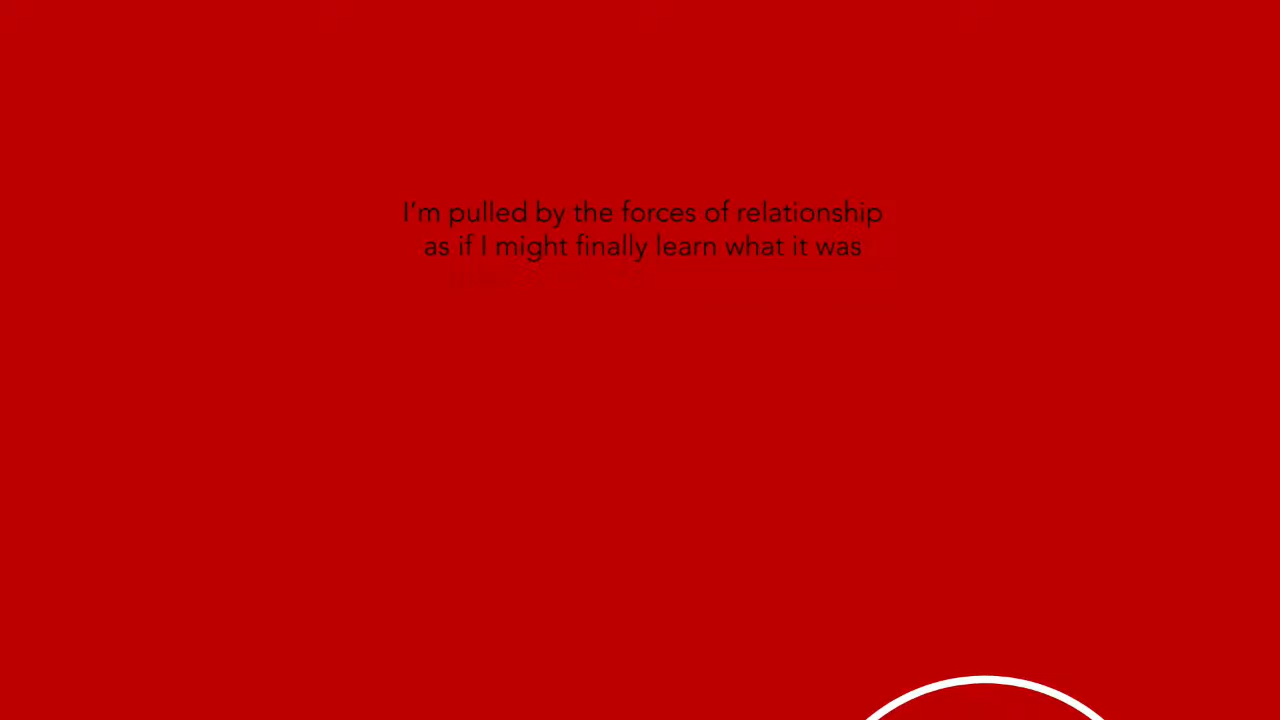 I'm pulled by the forces of relationship
as if I might finally learn what it was